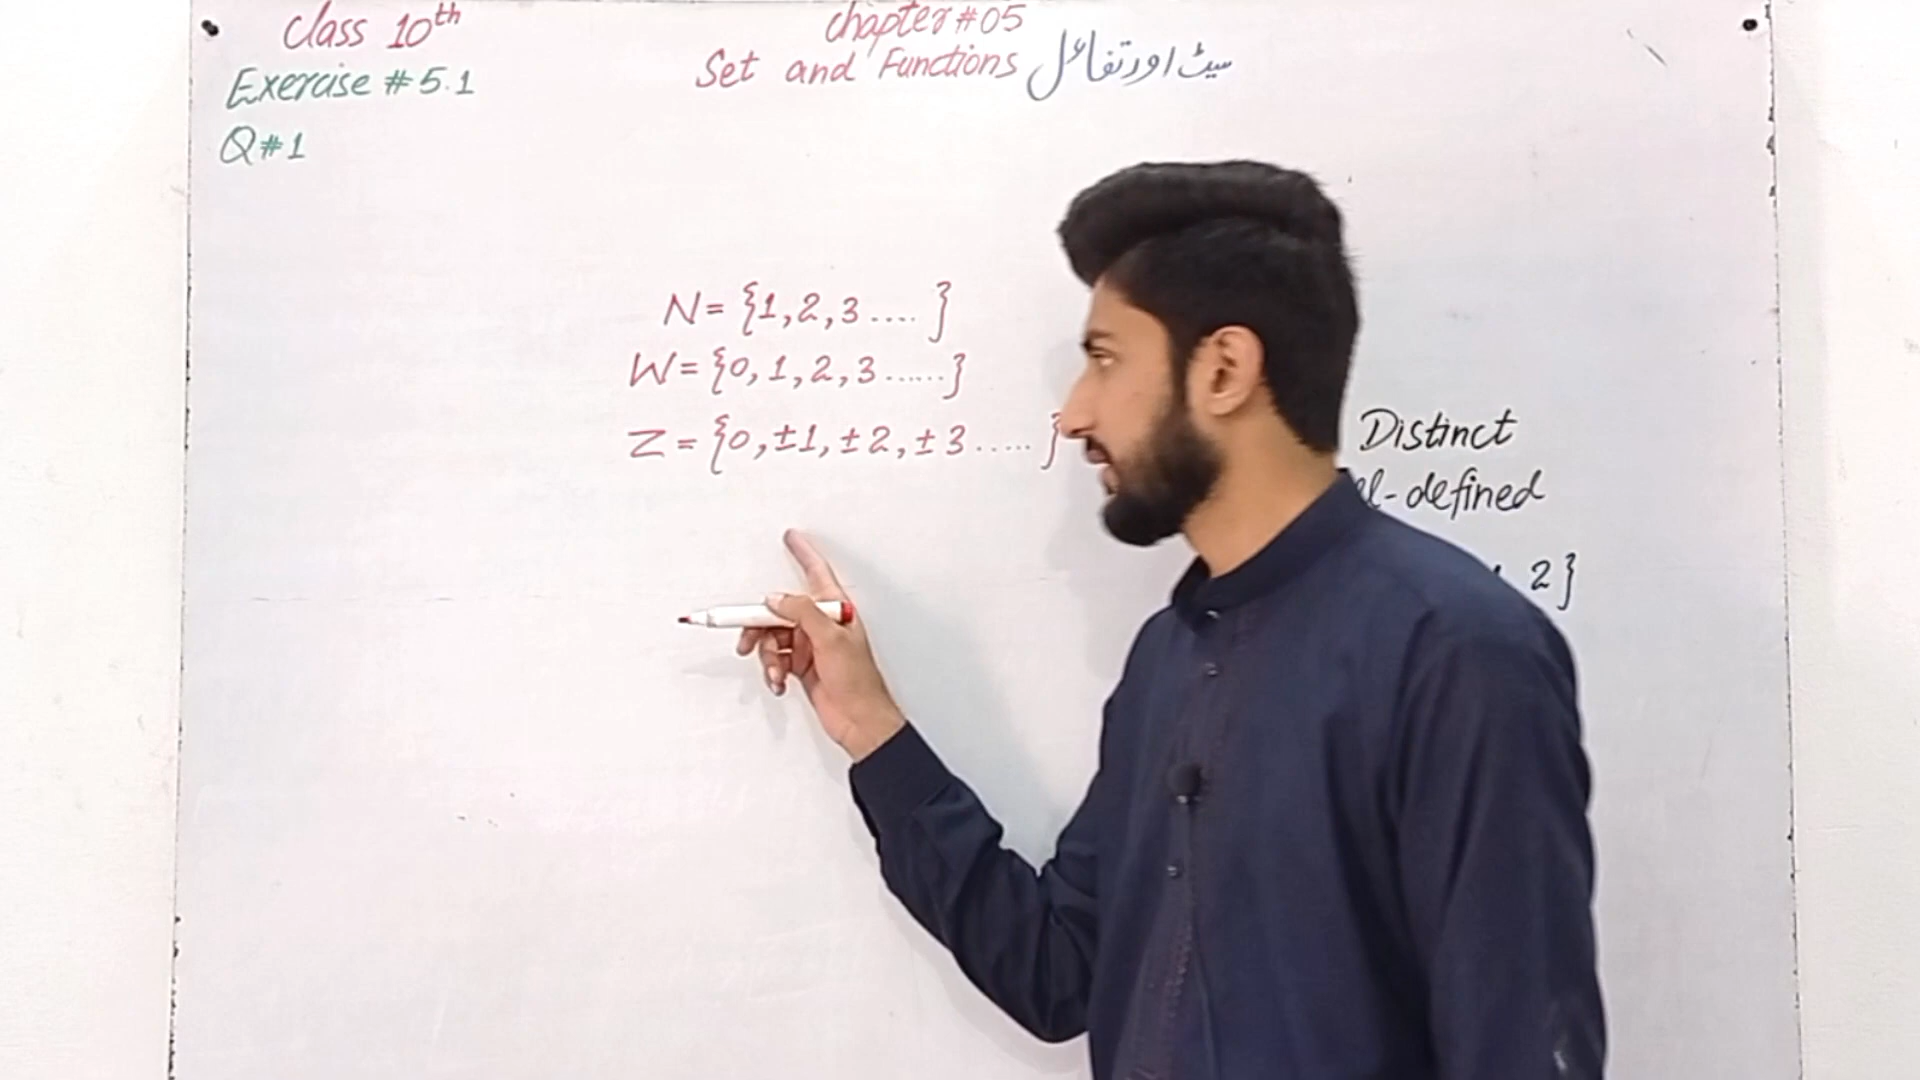 Class 10th
Exercise #5.1
Q#1
Chapter#05
Set and Functions سیٹ اور تفاعل
N = {1,2,3....}
W = {0,1,2,3......}
Z = {0,±1,±2,±3.....}
Distinct
ll-defined
2}